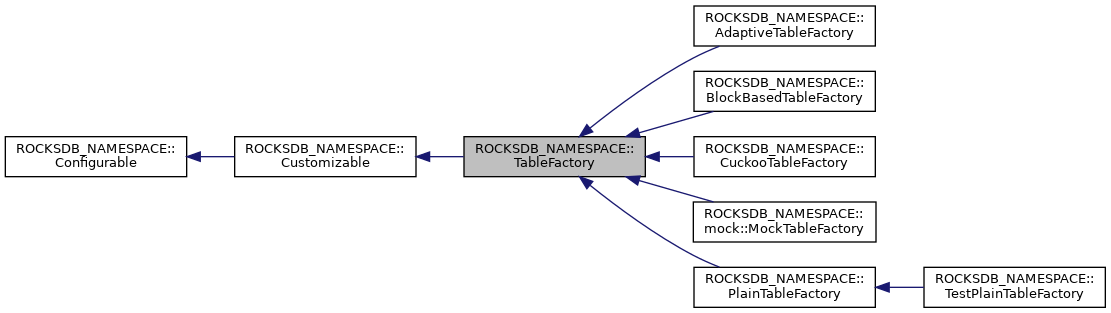 ROCKSDB_NAMESPACE::
Configurable
ROCKSDB_NAMESPACE::
Customizable
ROCKSDB_NAMESPACE::
TableFactory
ROCKSDB_NAMESPACE::
AdaptiveTableFactory
ROCKSDB_NAMESPACE::
BlockBasedTableFactory
ROCKSDB_NAMESPACE::
CuckooTableFactory
ROCKSDB_NAMESPACE::
mock::MockTableFactory
ROCKSDB_NAMESPACE::
PlainTableFactory
ROCKSDB_NAMESPACE::
TestPlainTableFactory